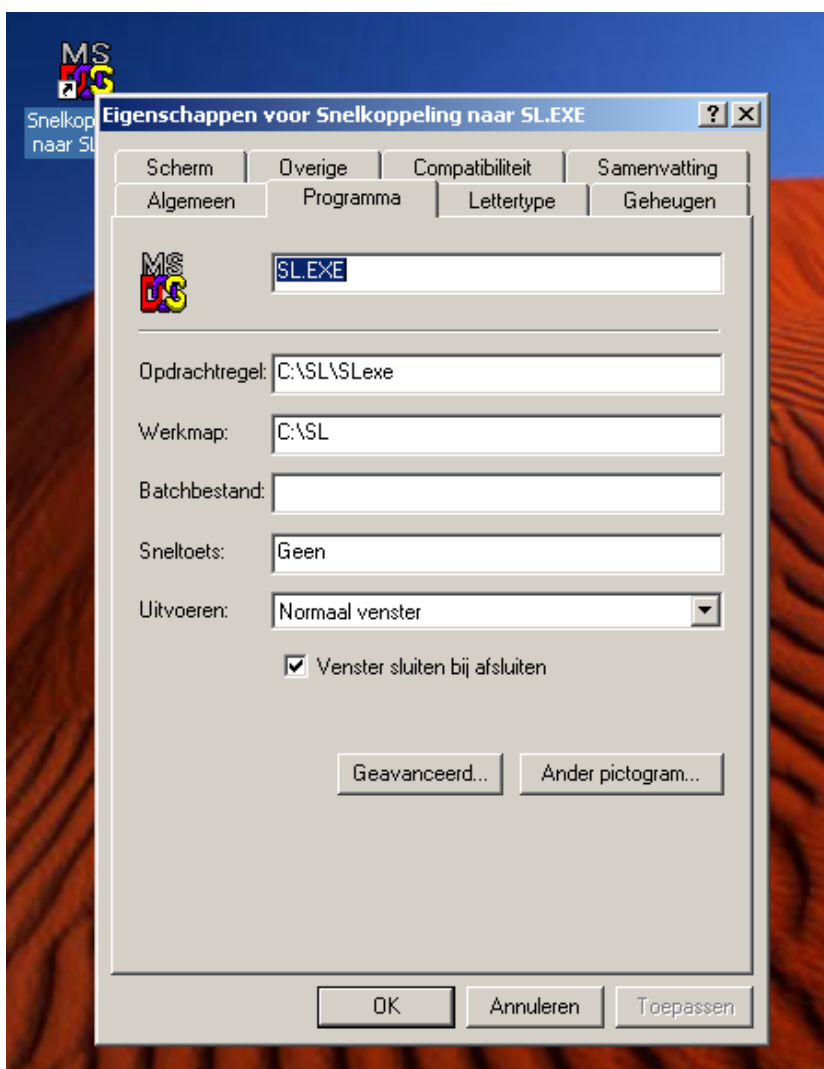 MS
DOS
Snelkop
naar SL
Eigenschappen voor Snelkoppeling naar SL.EXE
Scherm Overige Compatibiliteit Samenvatting
Algemeen Programma Lettertype Geheugen
MS
DOS
SL.EXE
Opdrachtregel: C:\SL\SLexe
Werkmap: C:\SL
Batchbestand:
Sneltoets: Geen
Uitvoeren: Normaal venster
Venster sluiten bij afsluiten
Geavanceerd... Ander pictogram...
OK Annuleren Toepassen